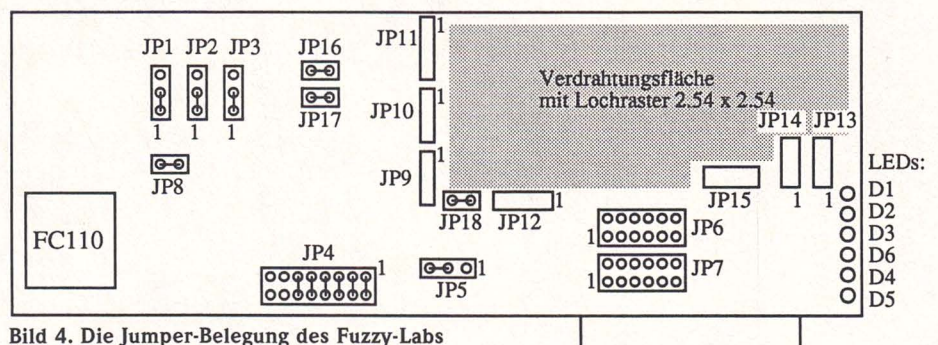 JP1 JP2 JP3
JP16
JP11
1
Verdrahtungsfläche
mit Lochraster 2.54 x 2.54
JP17
JP10
1
1 1 1
JP14 JP13
JP8
JP9
1
LEDs:
JP18
JP12
1
JP15
1 1
D1
D2
D3
D6
D4
D5
FC110
JP4
1
JP5
1
JP6
1
JP7
1
Bild 4. Die Jumper-Belegung des Fuzzy-Labs